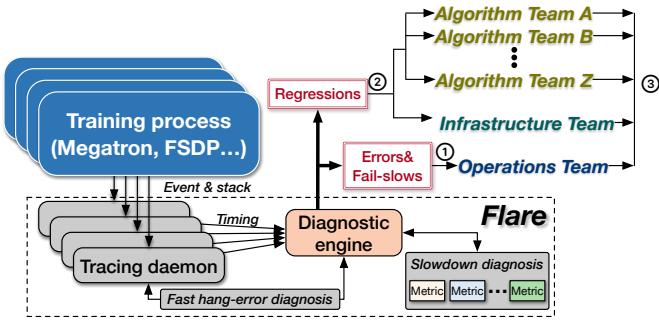 Algorithm Team A
Algorithm Team B
Algorithm Team Z
Regressions
②
③
Training process
(Megatron, FSDP...)
Infrastructure Team
Errors&
Fail-slows
①
Operations Team
Event & stack
Timing
Diagnostic
engine
Flare
Tracing daemon
Slowdown diagnosis
Metric Metric ••• Metric
Fast hang-error diagnosis